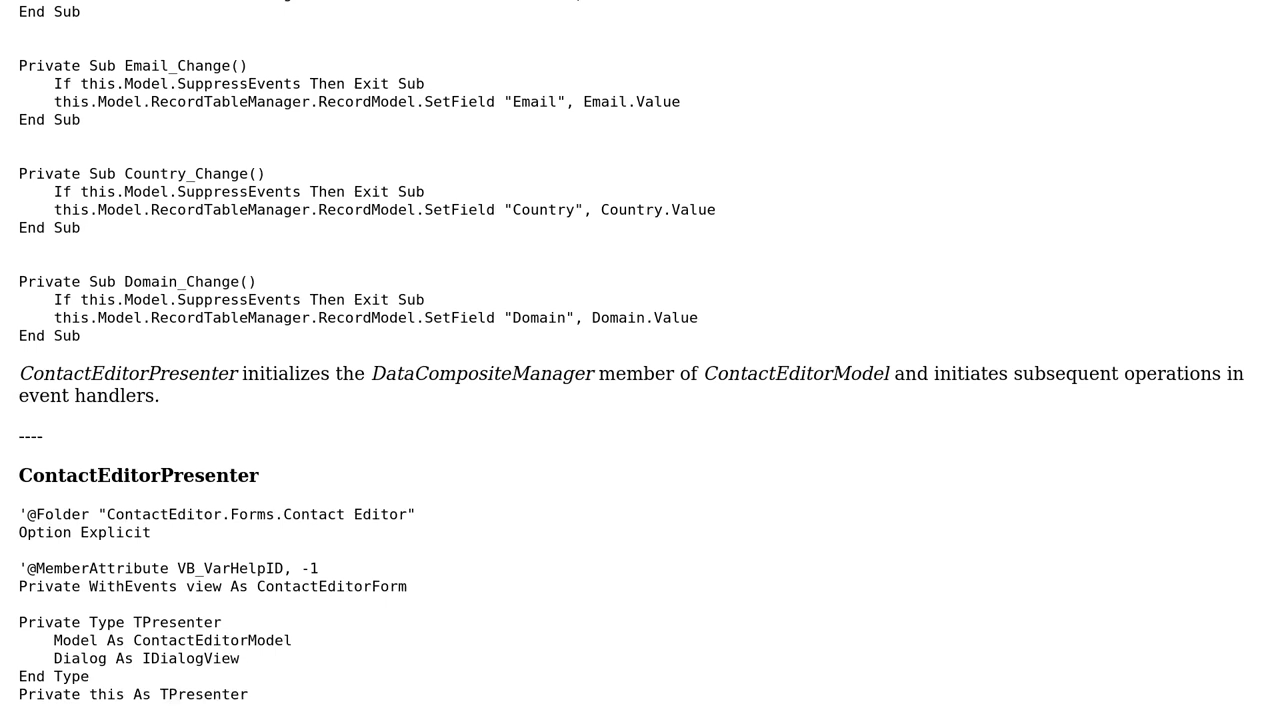 End Sub
Private Sub Email_Change()
    If this.Model.SuppressEvents Then Exit Sub
    this.Model.RecordTableManager.RecordModel.SetField "Email", Email.Value
End Sub
Private Sub Country_Change()
    If this.Model.SuppressEvents Then Exit Sub
    this.Model.RecordTableManager.RecordModel.SetField "Country", Country.Value
End Sub
Private Sub Domain_Change()
    If this.Model.SuppressEvents Then Exit Sub
    this.Model.RecordTableManager.RecordModel.SetField "Domain", Domain.Value
End Sub
ContactEditorPresenter initializes the DataCompositeManager member of ContactEditorModel and initiates subsequent operations in
event handlers.
----
ContactEditorPresenter
'@Folder "ContactEditor.Forms.Contact Editor"
Option Explicit
'@MemberAttribute VB_VarHelpID, -1
Private WithEvents view As ContactEditorForm
Private Type TPresenter
    Model As ContactEditorModel
    Dialog As IDialogView
End Type
Private this As TPresenter